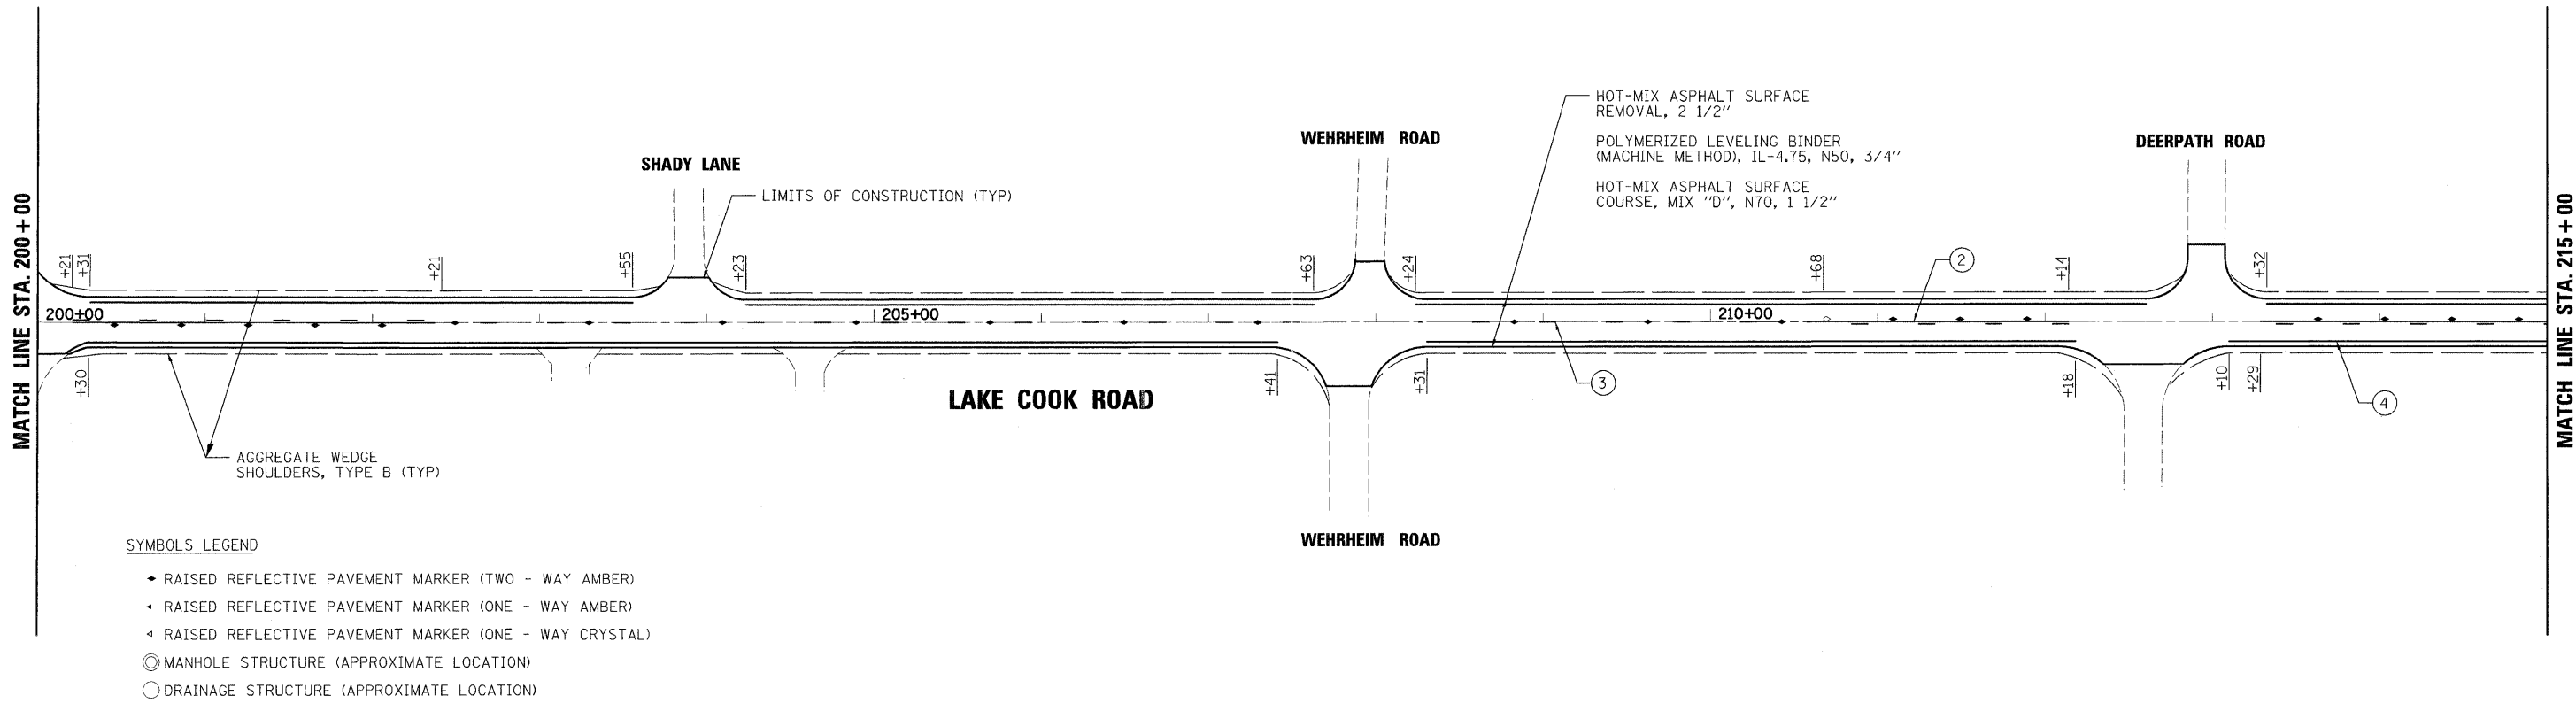 MATCH LINE STA. 200+00
SHADY LANE
LIMITS OF CONSTRUCTION (TYP)
WEHRHEIM ROAD
HOT-MIX ASPHALT SURFACE
REMOVAL, 2 1/2"
POLYMERIZED LEVELING BINDER
(MACHINE METHOD), IL-4.75, N50, 3/4"
HOT-MIX ASPHALT SURFACE
COURSE, MIX "D", N70, 1 1/2"
DEERPATH ROAD
MATCH LINE STA. 215+00
+21
+31
+21
+55
+23
+63
+24
+68
2
+14
+32
200+00
205+00
210+00
+30
+41
+31
3
+18
+10
+29
4
LAKE COOK ROAD
AGGREGATE WEDGE
SHOULDERS, TYPE B (TYP)
WEHRHEIM ROAD
SYMBOLS LEGEND
RAISED REFLECTIVE PAVEMENT MARKER (TWO - WAY AMBER)
RAISED REFLECTIVE PAVEMENT MARKER (ONE - WAY AMBER)
RAISED REFLECTIVE PAVEMENT MARKER (ONE - WAY CRYSTAL)
MANHOLE STRUCTURE (APPROXIMATE LOCATION)
DRAINAGE STRUCTURE (APPROXIMATE LOCATION)